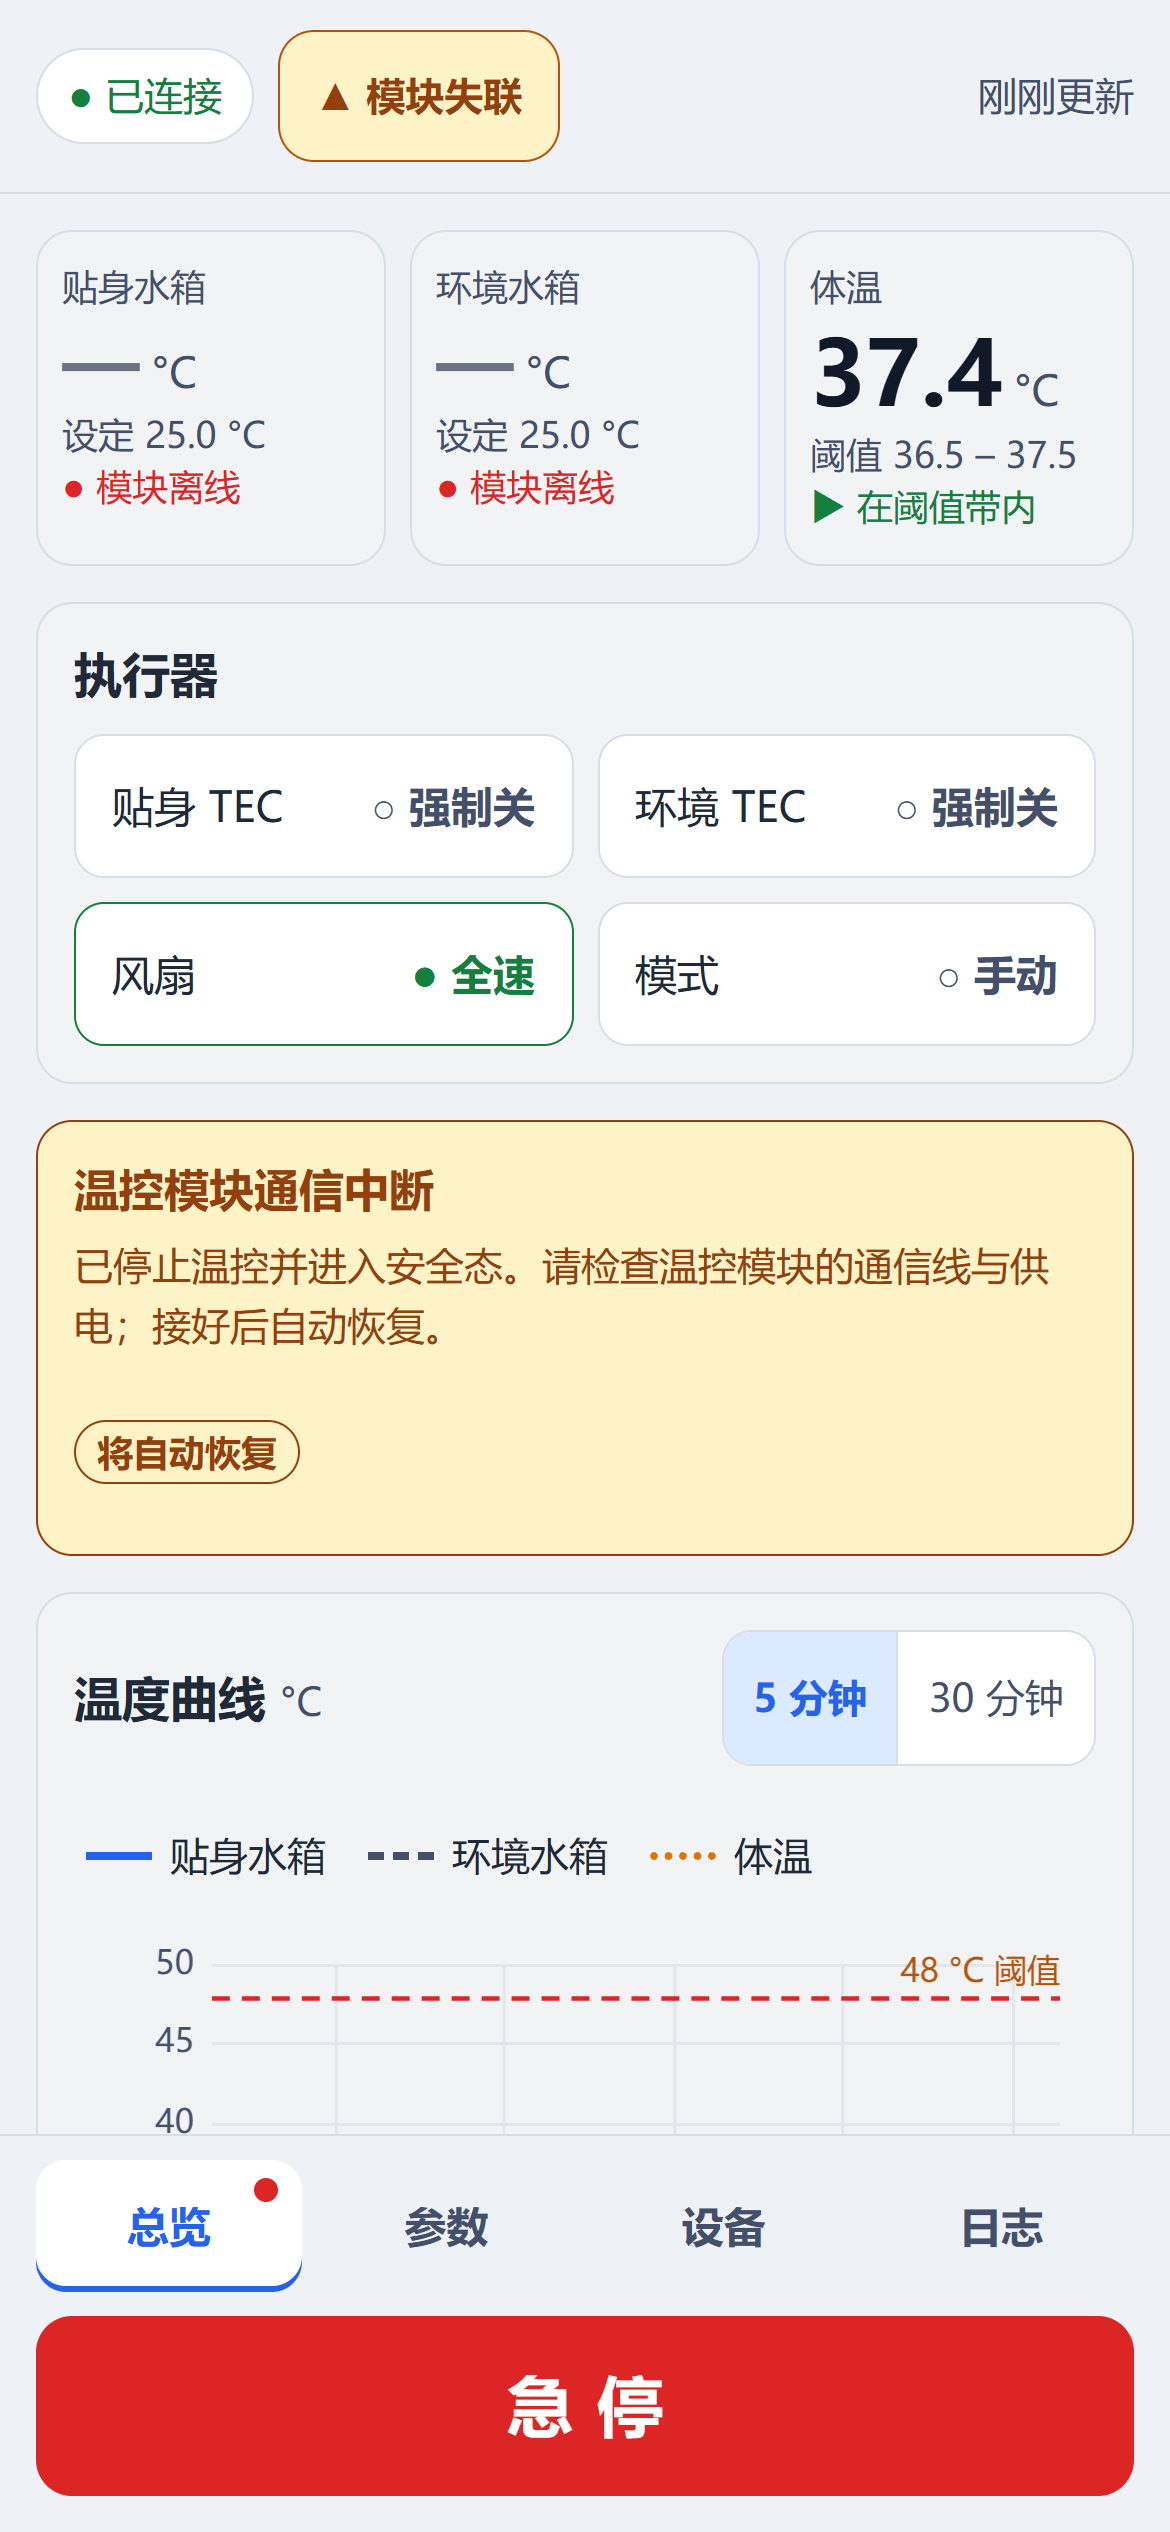 ● 已连接
▲ 模块失联
刚刚更新
贴身水箱
— °C
设定 25.0 °C
● 模块离线
环境水箱
— °C
设定 25.0 °C
● 模块离线
体温
37.4 °C
阈值 36.5 – 37.5
▶ 在阈值带内
执行器
贴身 TEC ○ 强制关
环境 TEC ○ 强制关
风扇 ● 全速
模式 ○ 手动
温控模块通信中断
已停止温控并进入安全态。请检查温控模块的通信线与供
电；接好后自动恢复。
将自动恢复
温度曲线 °C
5 分钟
30 分钟
贴身水箱
环境水箱
体温
50
48 °C 阈值
45
40
总览
参数
设备
日志
急 停